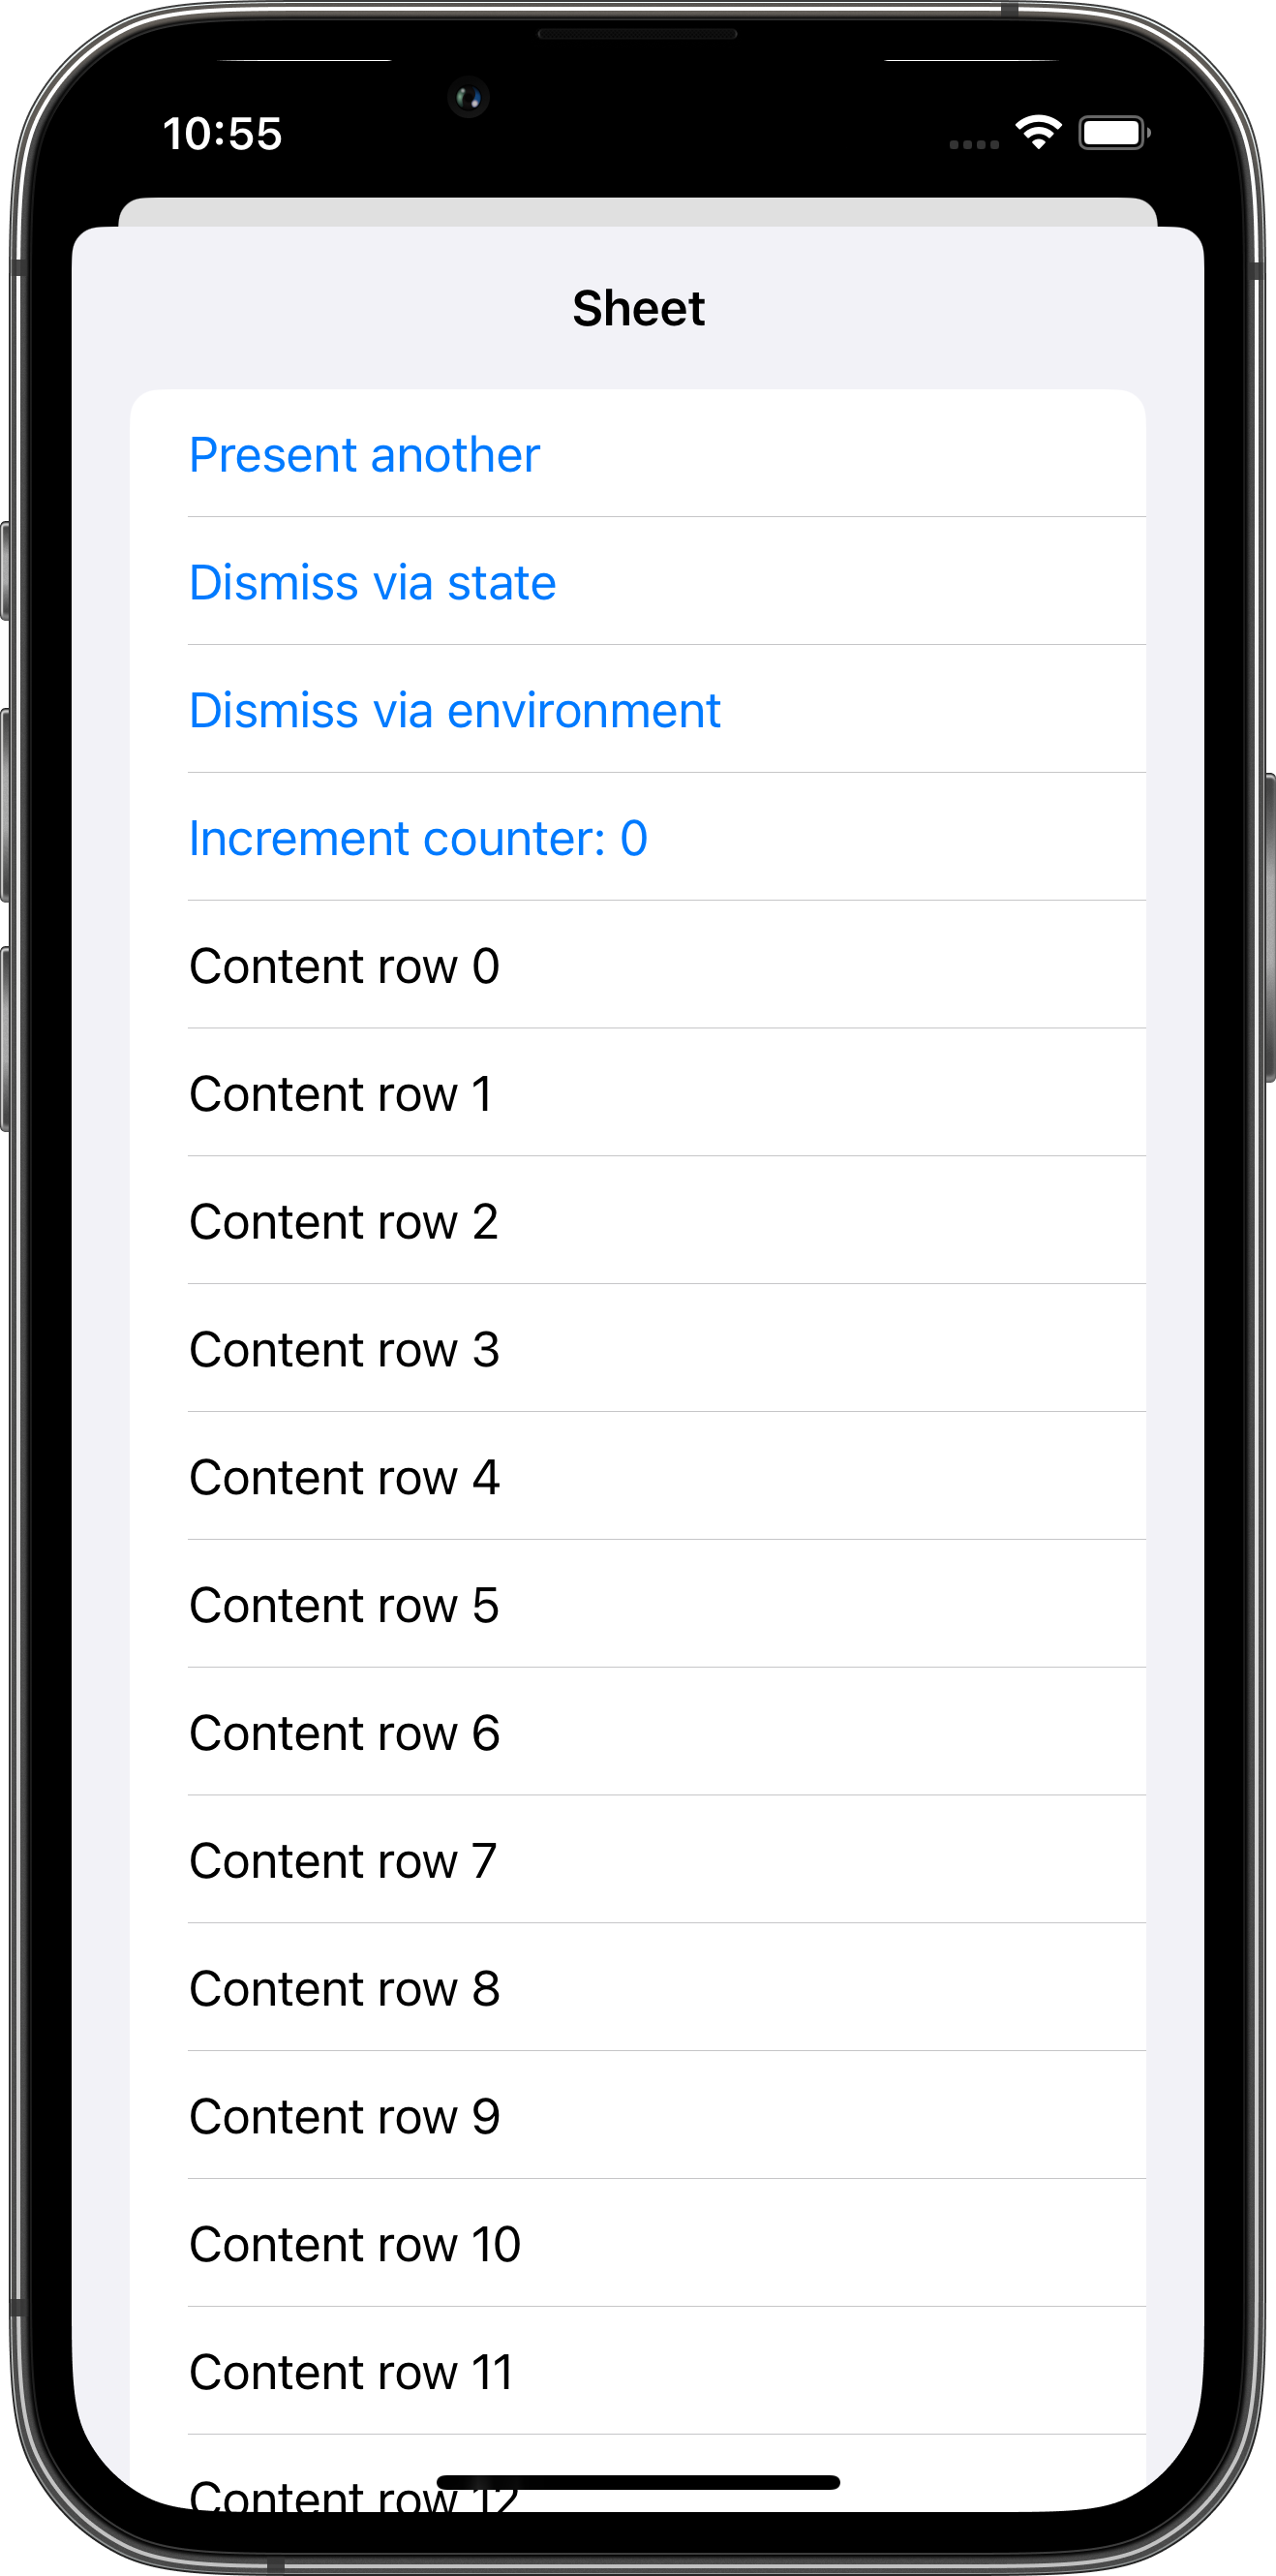 10:55
Sheet
Present another
Dismiss via state
Dismiss via environment
Increment counter: 0
Content row 0
Content row 1
Content row 2
Content row 3
Content row 4
Content row 5
Content row 6
Content row 7
Content row 8
Content row 9
Content row 10
Content row 11
Content row 12